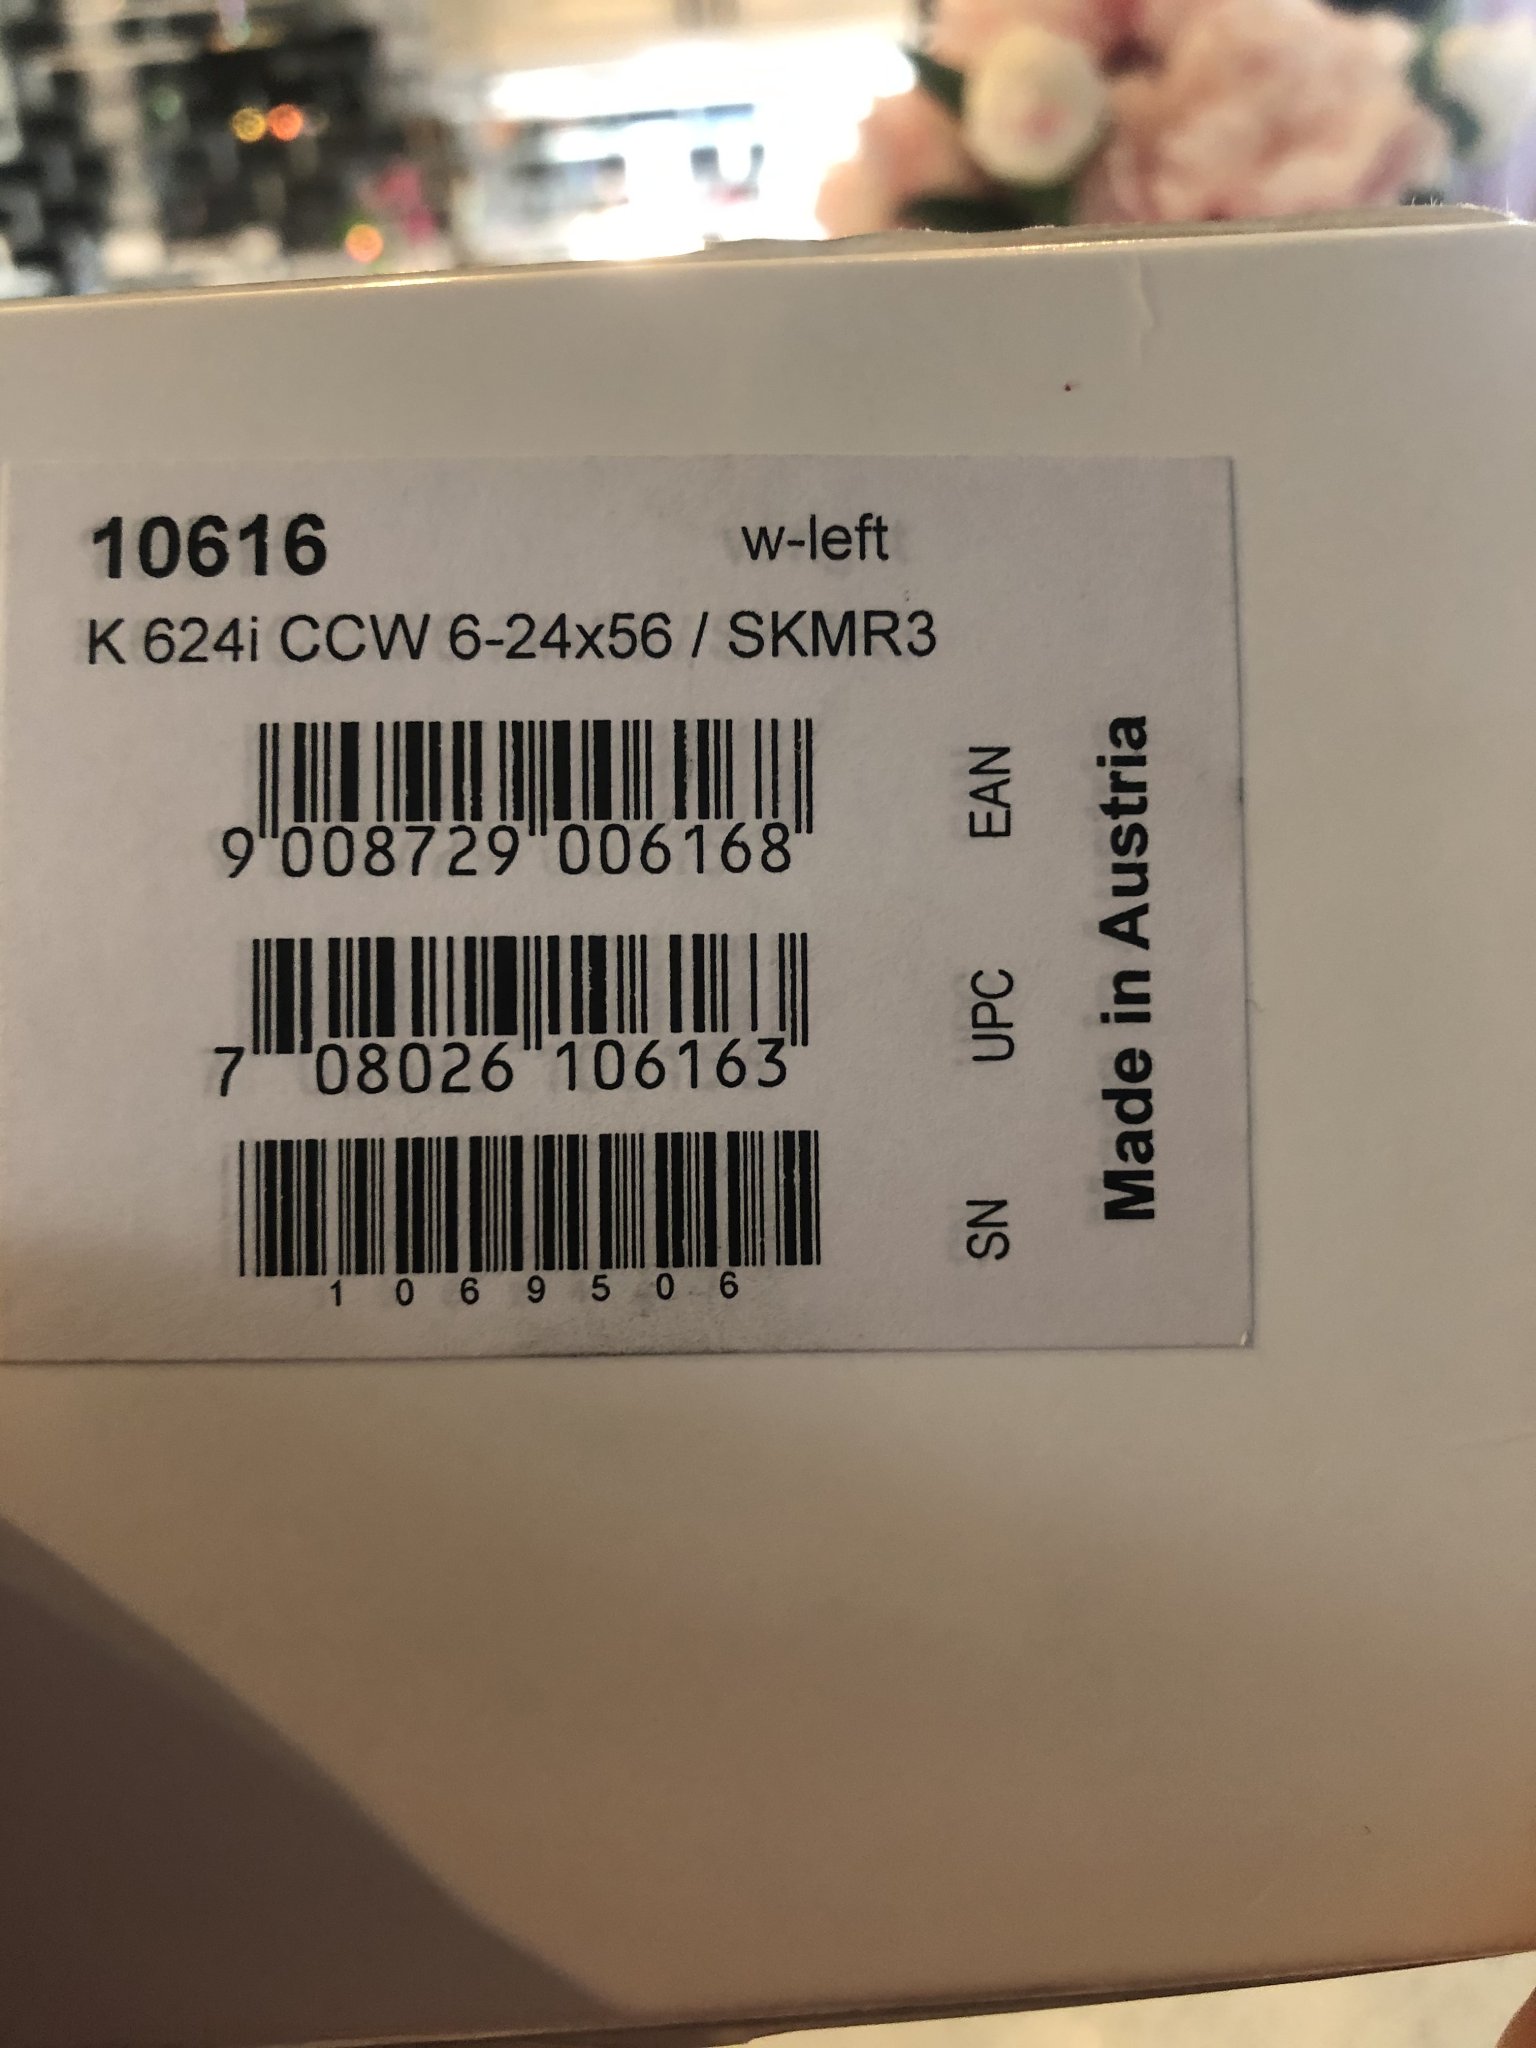 10616 w-left
K 624i CCW 6-24x56 / SKMR3
9 008729 006168 EAN
7 08026 106163 UPC
1069506 SN
Made in Austria